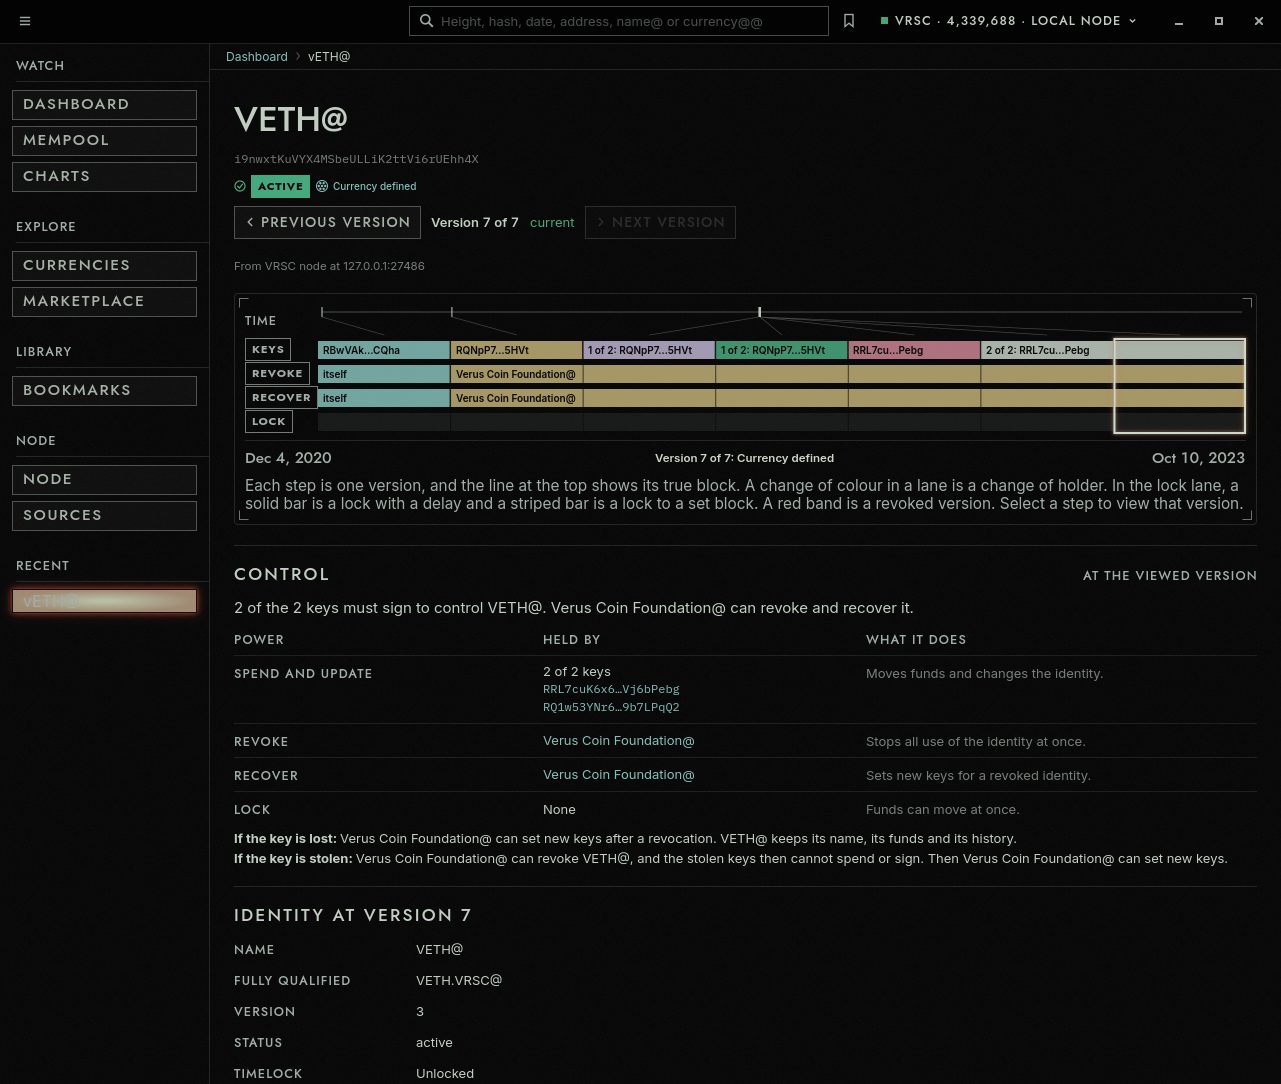 Height, hash, date, address, name@ or currency@@
VRSC · 4,339,688 · LOCAL NODE
WATCH
DASHBOARD
MEMPOOL
CHARTS
EXPLORE
CURRENCIES
MARKETPLACE
LIBRARY
BOOKMARKS
NODE
NODE
SOURCES
RECENT
vETH@
Dashboard > vETH@
VETH@
i9nwxtKuVYX4MSbeULLiK2ttVi6rUEhh4X
ACTIVE Currency defined
< PREVIOUS VERSION Version 7 of 7 current > NEXT VERSION
From VRSC node at 127.0.0.1:27486
TIME
KEYS RBwVAk…CQha RQNpP7…5HVt 1 of 2: RQNpP7…5HVt 1 of 2: RQNpP7…5HVt RRL7cu…Pebg 2 of 2: RRL7cu…Pebg
REVOKE itself Verus Coin Foundation@
RECOVER itself Verus Coin Foundation@
LOCK
Dec 4, 2020 Version 7 of 7: Currency defined Oct 10, 2023
Each step is one version, and the line at the top shows its true block. A change of colour in a lane is a change of holder. In the lock lane, a
solid bar is a lock with a delay and a striped bar is a lock to a set block. A red band is a revoked version. Select a step to view that version.
CONTROL AT THE VIEWED VERSION
2 of the 2 keys must sign to control VETH@. Verus Coin Foundation@ can revoke and recover it.
POWER HELD BY WHAT IT DOES
SPEND AND UPDATE 2 of 2 keys Moves funds and changes the identity.
RRL7cuK6x6…Vj6bPebg
RQ1w53YNr6…9b7LPqQ2
REVOKE Verus Coin Foundation@ Stops all use of the identity at once.
RECOVER Verus Coin Foundation@ Sets new keys for a revoked identity.
LOCK None Funds can move at once.
If the key is lost: Verus Coin Foundation@ can set new keys after a revocation. VETH@ keeps its name, its funds and its history.
If the key is stolen: Verus Coin Foundation@ can revoke VETH@, and the stolen keys then cannot spend or sign. Then Verus Coin Foundation@ can set new keys.
IDENTITY AT VERSION 7
NAME VETH@
FULLY QUALIFIED VETH.VRSC@
VERSION 3
STATUS active
TIMELOCK Unlocked